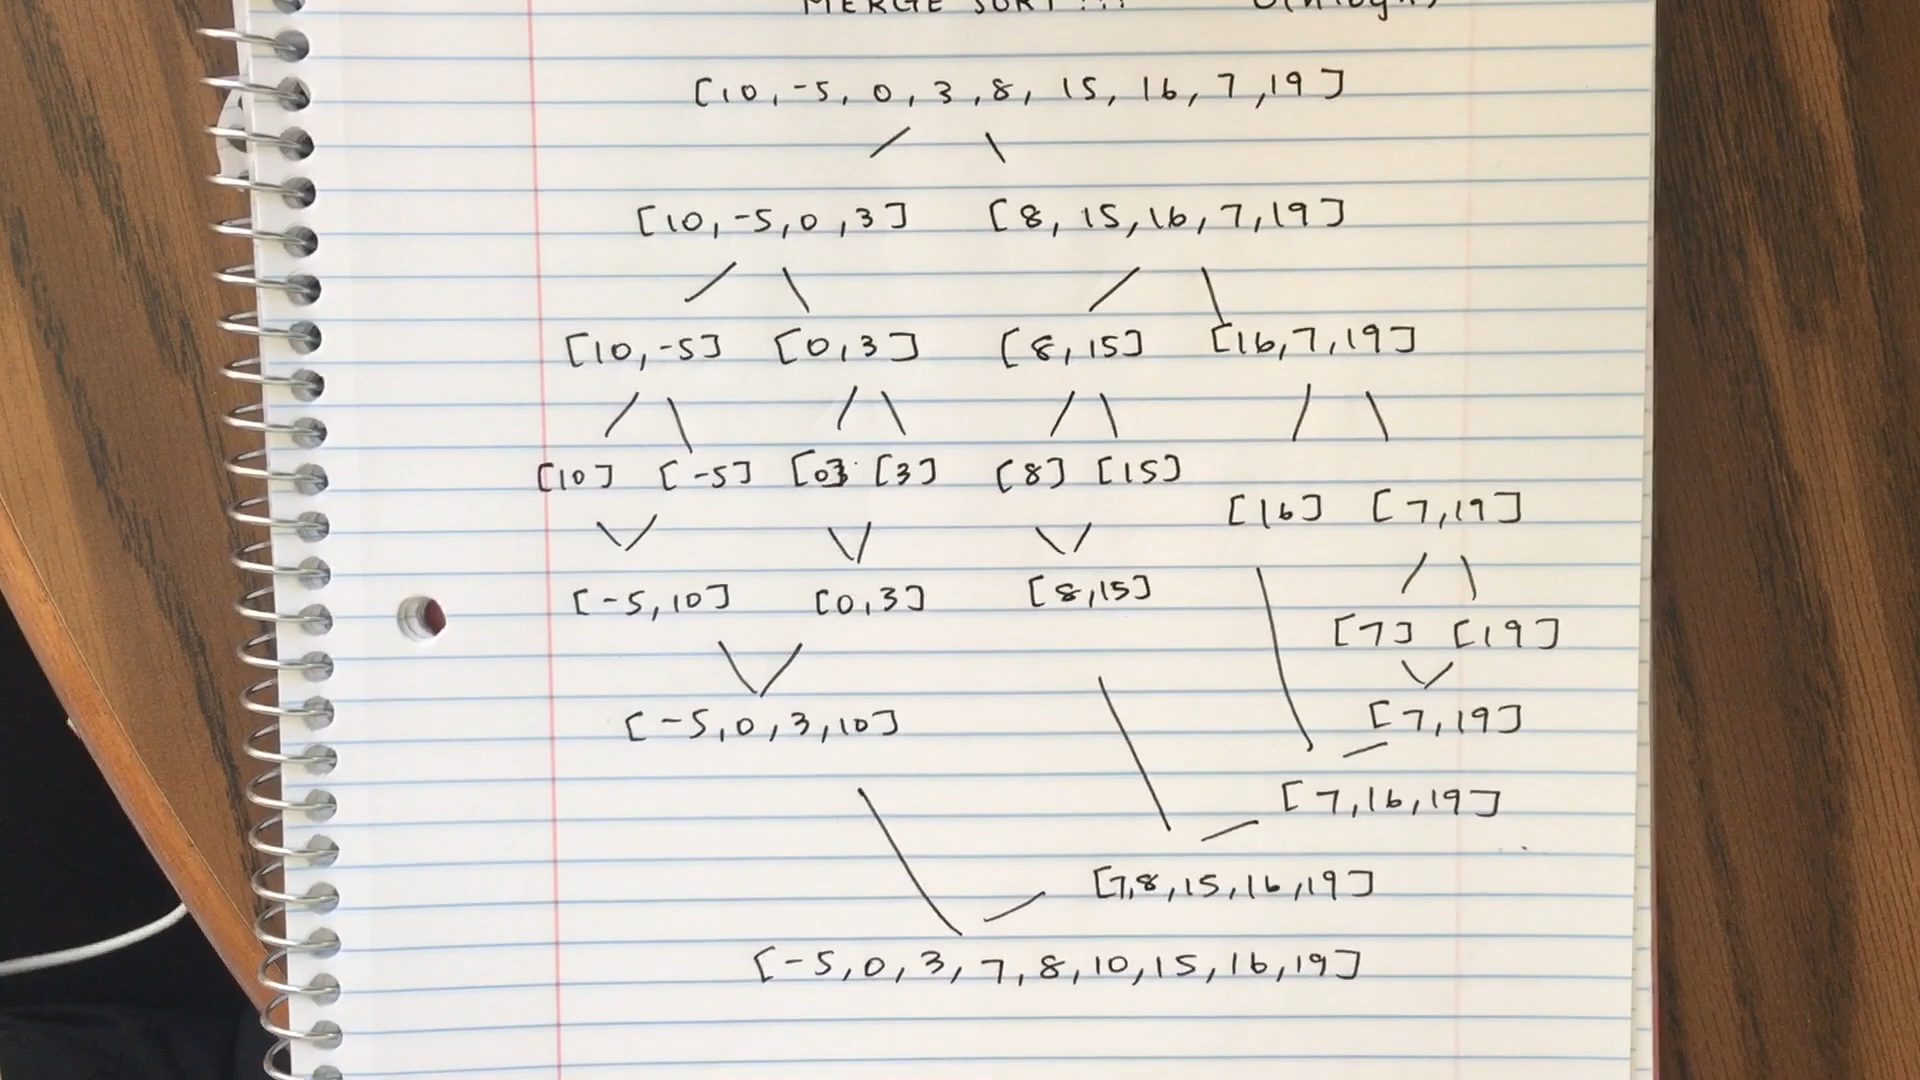 MERGE SORT!!! O(nlogn)
[10, -5, 0, 3, 8, 15, 16, 7, 19]
[10, -5, 0, 3] [8, 15, 16, 7, 19]
[10, -5] [0, 3] [8, 15] [16, 7, 19]
[10] [-5] [0] [3] [8] [15]
[16] [7, 19]
[-5, 10] [0, 3] [8, 15]
[7] [19]
[-5, 0, 3, 10] [7, 19]
[7, 16, 19]
[7, 8, 15, 16, 19]
[-5, 0, 3, 7, 8, 10, 15, 16, 19]